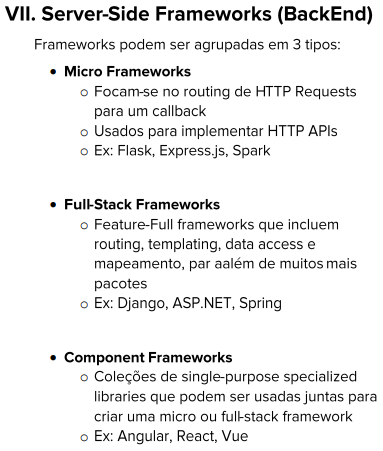 VII. Server-Side Frameworks (BackEnd)
Frameworks podem ser agrupadas em 3 tipos:
• Micro Frameworks
o Focam-se no routing de HTTP Requests
para um callback
o Usados para implementar HTTP APIs
o Ex: Flask, Express.js, Spark
• Full-Stack Frameworks
o Feature-Full frameworks que incluem
routing, templating, data access e
mapeamento, par aalém de muitos mais
pacotes
o Ex: Django, ASP.NET, Spring
• Component Frameworks
o Coleções de single-purpose specialized
libraries que podem ser usadas juntas para
criar uma micro ou full-stack framework
o Ex: Angular, React, Vue